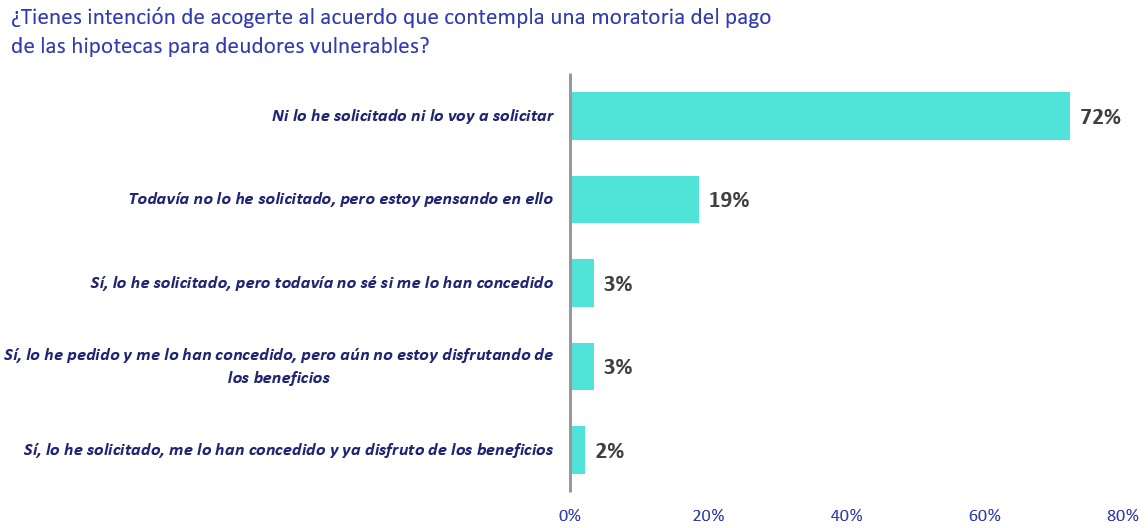 ¿Tienes intención de acogerte al acuerdo que contempla una moratoria del pago
de las hipotecas para deudores vulnerables?
Ni lo he solicitado ni lo voy a solicitar
72%
Todavía no lo he solicitado, pero estoy pensando en ello
19%
Sí, lo he solicitado, pero todavía no sé si me lo han concedido
3%
Sí, lo he pedido y me lo han concedido, pero aún no estoy disfrutando de
los beneficios
3%
Sí, lo he solicitado, me lo han concedido y ya disfruto de los beneficios
2%
0% 20% 40% 60% 80%